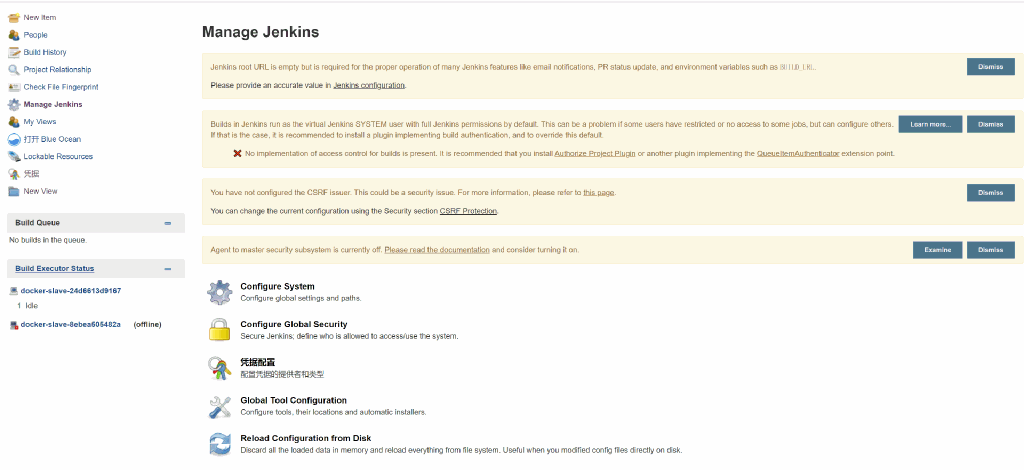 New Item
People
Build History
Project Relationship
Check File Fingerprint
Manage Jenkins
My Views
打开 Blue Ocean
Lockable Resources
凭据
New View
Build Queue
No builds in the queue.
Build Executor Status
docker-slave-24d6613d9167
1 Idle
docker-slave-8ebea605482a (offline)
Manage Jenkins
Jenkins root URL is empty but is required for the proper operation of many Jenkins features like email notifications, PR status update, and environment variables such as
Dismiss
Please provide an accurate value in Jenkins configuration.
Builds in Jenkins run as the virtual Jenkins SYSTEM user with full Jenkins permissions by default. This can be a problem if some users have restricted or no access to some jobs, but can configure others.
Learn more... Dismiss
If that is the case, it is recommended to install a plugin implementing build authentication, and to override this default.
No implementation of access control for builds is present. It is recommended that you install Authorize Project Plugin or another plugin implementing the QueueItemAuthenticator extension point.
You have not configured the CSRF issuer. This could be a security issue. For more information, please refer to this page.
Dismiss
You can change the current configuration using the Security section CSRF Protection.
Agent to master security subsystem is currently off. Please read the documentation and consider turning it on.
Examine Dismiss
Configure System
Configure global settings and paths.
Configure Global Security
Secure Jenkins; define who is allowed to access/use the system.
凭据配置
配置凭据的提供者和类型
Global Tool Configuration
Configure tools, their locations and automatic installers.
Reload Configuration from Disk
Discard all the loaded data in memory and reload everything from file system. Useful when you modified config files directly on disk.